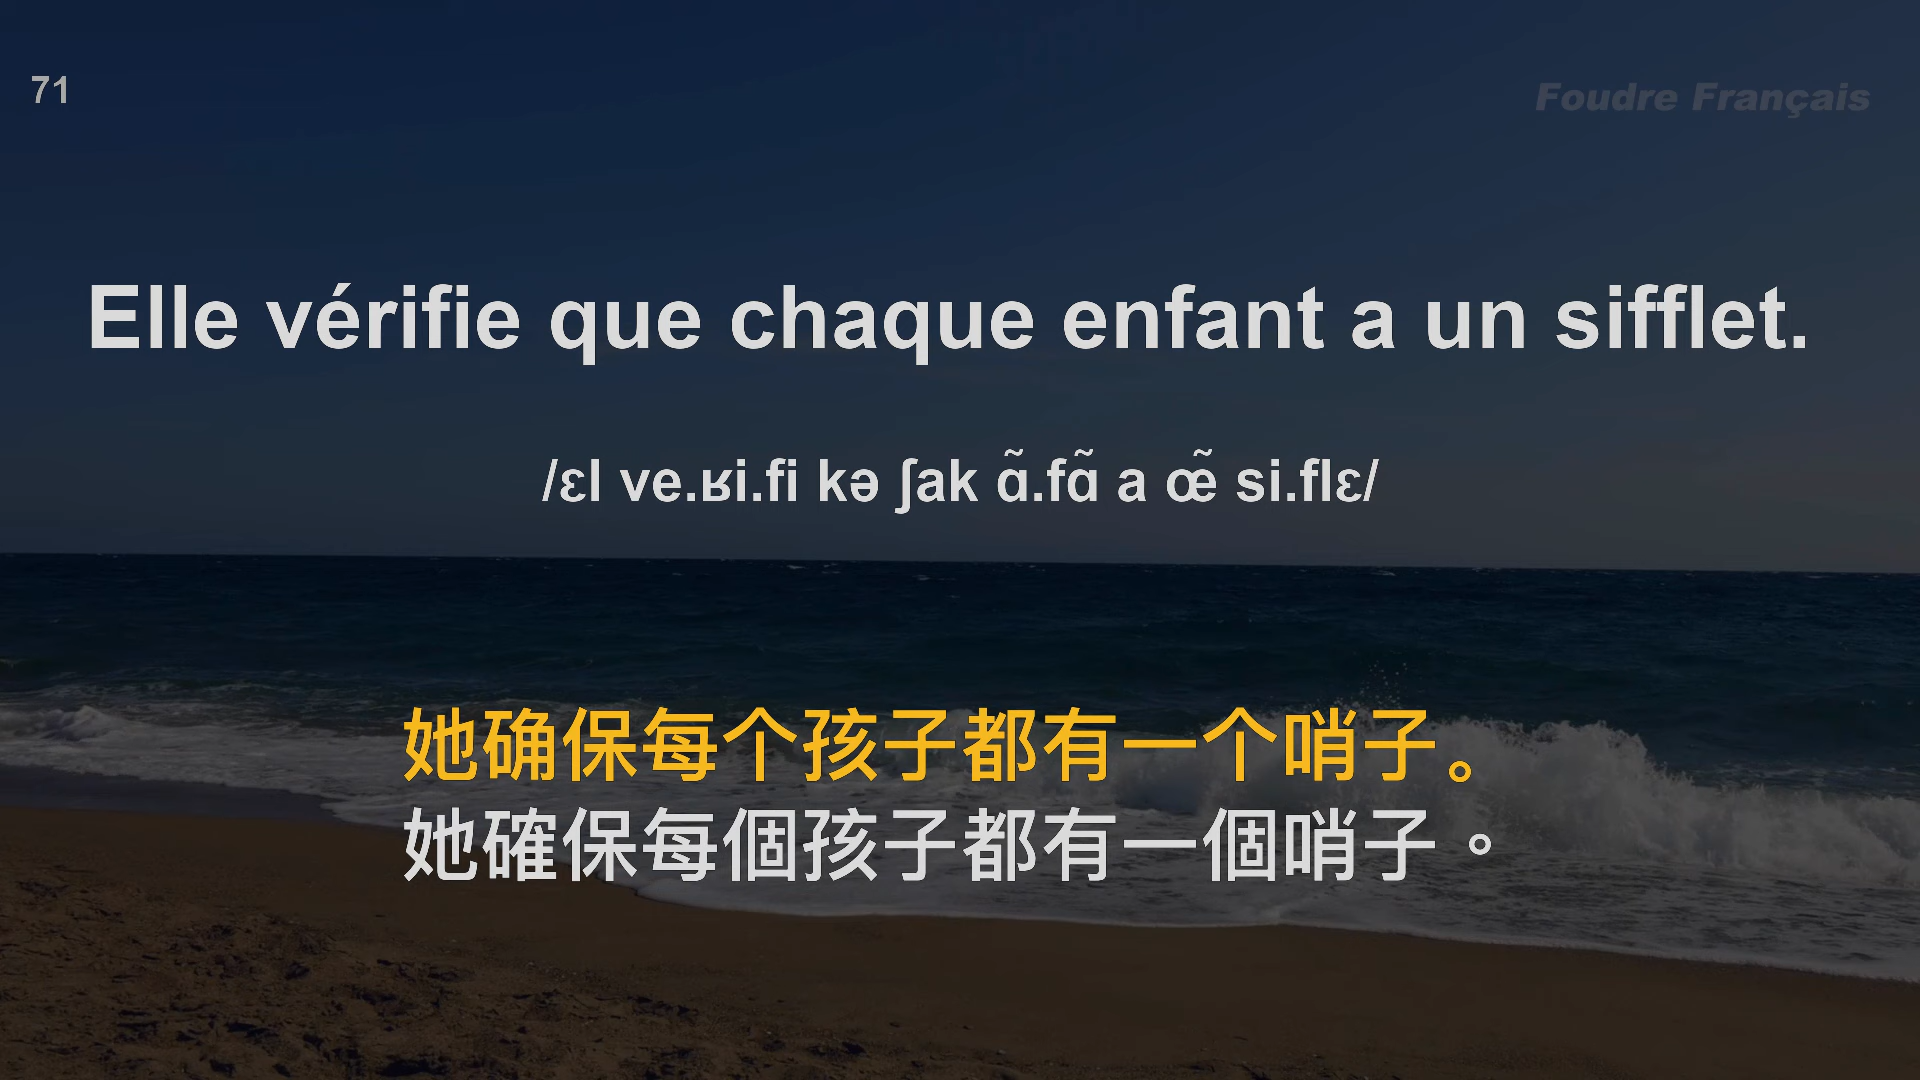 71
Foudre Français
Elle vérifie que chaque enfant a un sifflet.
/ɛl ve.ʁi.fi kə ʃak ɑ̃.fɑ̃ a œ̃ si.flɛ/
她确保每个孩子都有一个哨子。
她確保每個孩子都有一個哨子。